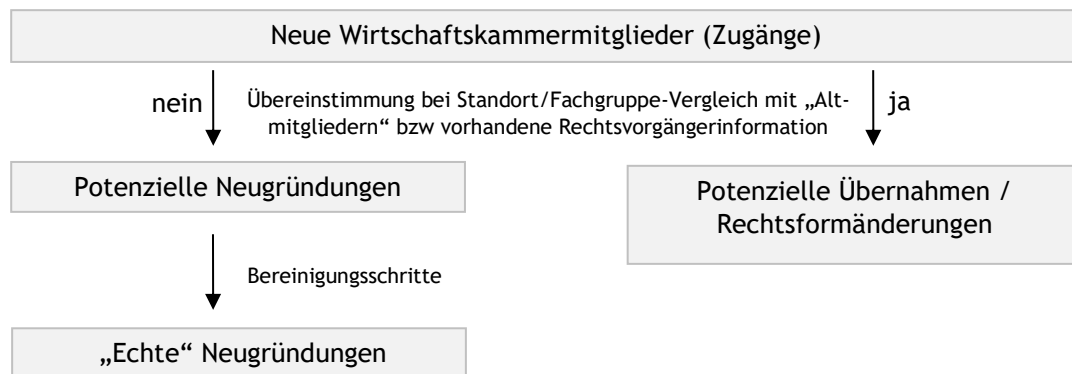 Neue Wirtschaftskammermitglieder (Zugänge)
nein
Übereinstimmung bei Standort/Fachgruppe-Vergleich mit „Alt-
mitgliedern“ bzw vorhandene Rechtsvorgängerinformation
ja
Potenzielle Neugründungen
Potenzielle Übernahmen /
Rechtsformänderungen
Bereinigungsschritte
„Echte“ Neugründungen